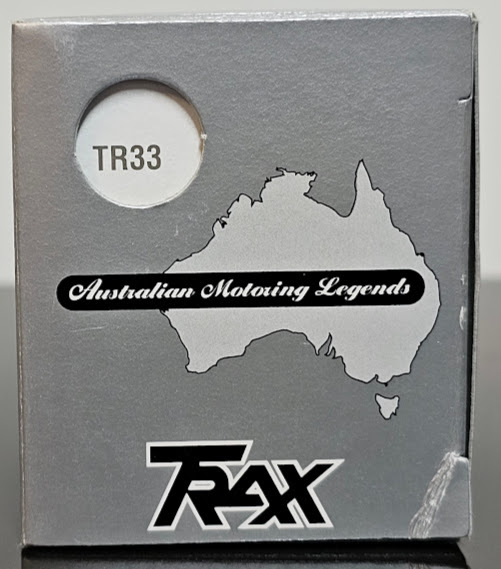 TR33
Australian Motoring Legends
TRAX